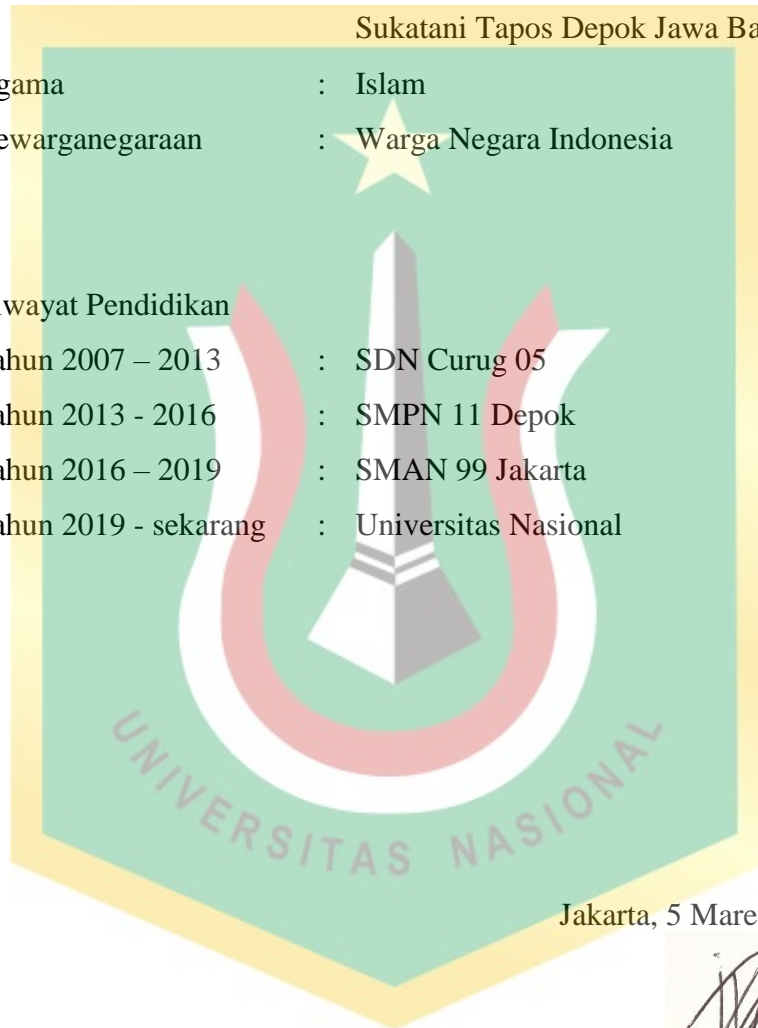 Sukatani Tapos Depok Jawa Ba
gama : Islam
ewarganegaraan : Warga Negara Indonesia
wayat Pendidikan
ahun 2007 – 2013 : SDN Curug 05
ahun 2013 - 2016 : SMPN 11 Depok
ahun 2016 – 2019 : SMAN 99 Jakarta
ahun 2019 - sekarang : Universitas Nasional
UNIVERSITAS NASIONAL
Jakarta, 5 Mare